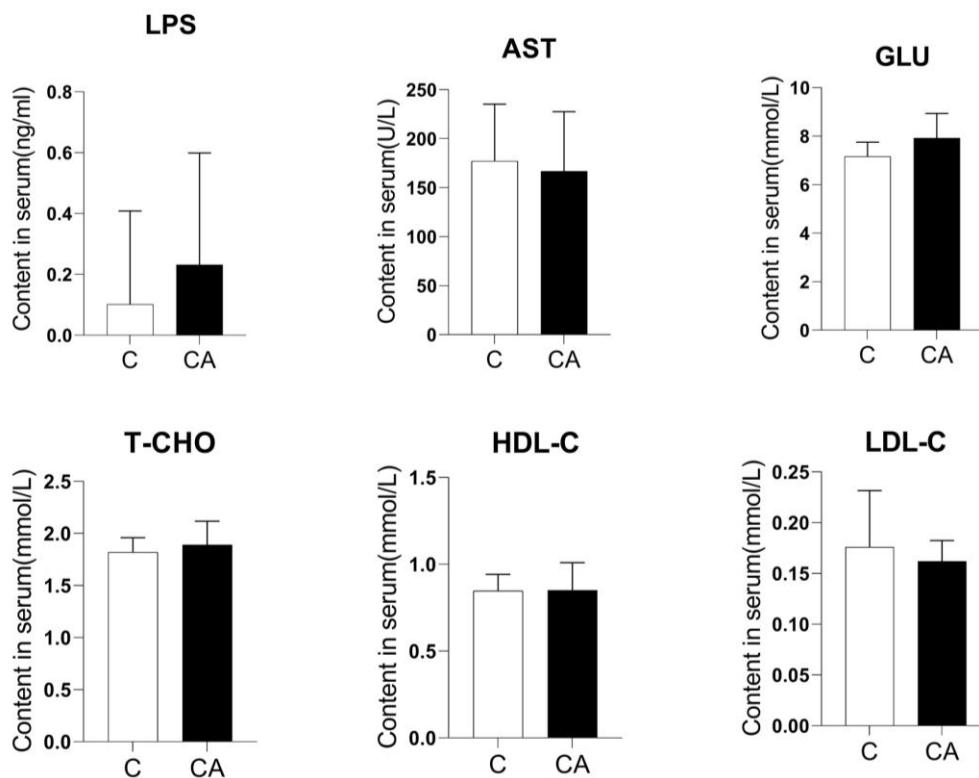 LPS
Content in serum(ng/ml)
0.8
0.6
0.4
0.2
0.0
C CA
AST
Content in serum(U/L)
250
200
150
100
50
0
C CA
GLU
Content in serum(mmol/L)
10
8
6
4
2
0
C CA
T-CHO
Content in serum(mmol/L)
2.5
2.0
1.5
1.0
0.5
0.0
C CA
HDL-C
Content in serum(mmol/L)
1.5
1.0
0.5
0.0
C CA
LDL-C
Content in serum(mmol/L)
0.25
0.20
0.15
0.10
0.05
0.00
C CA